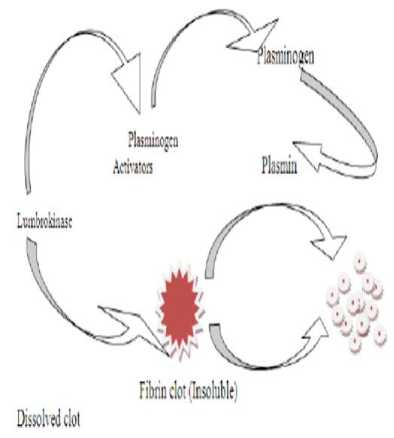 Plasminogen
Plasminogen
Activators
Plasmin
Lumbrokinase
Fibrin clot (Insoluble)
Dissolved clot